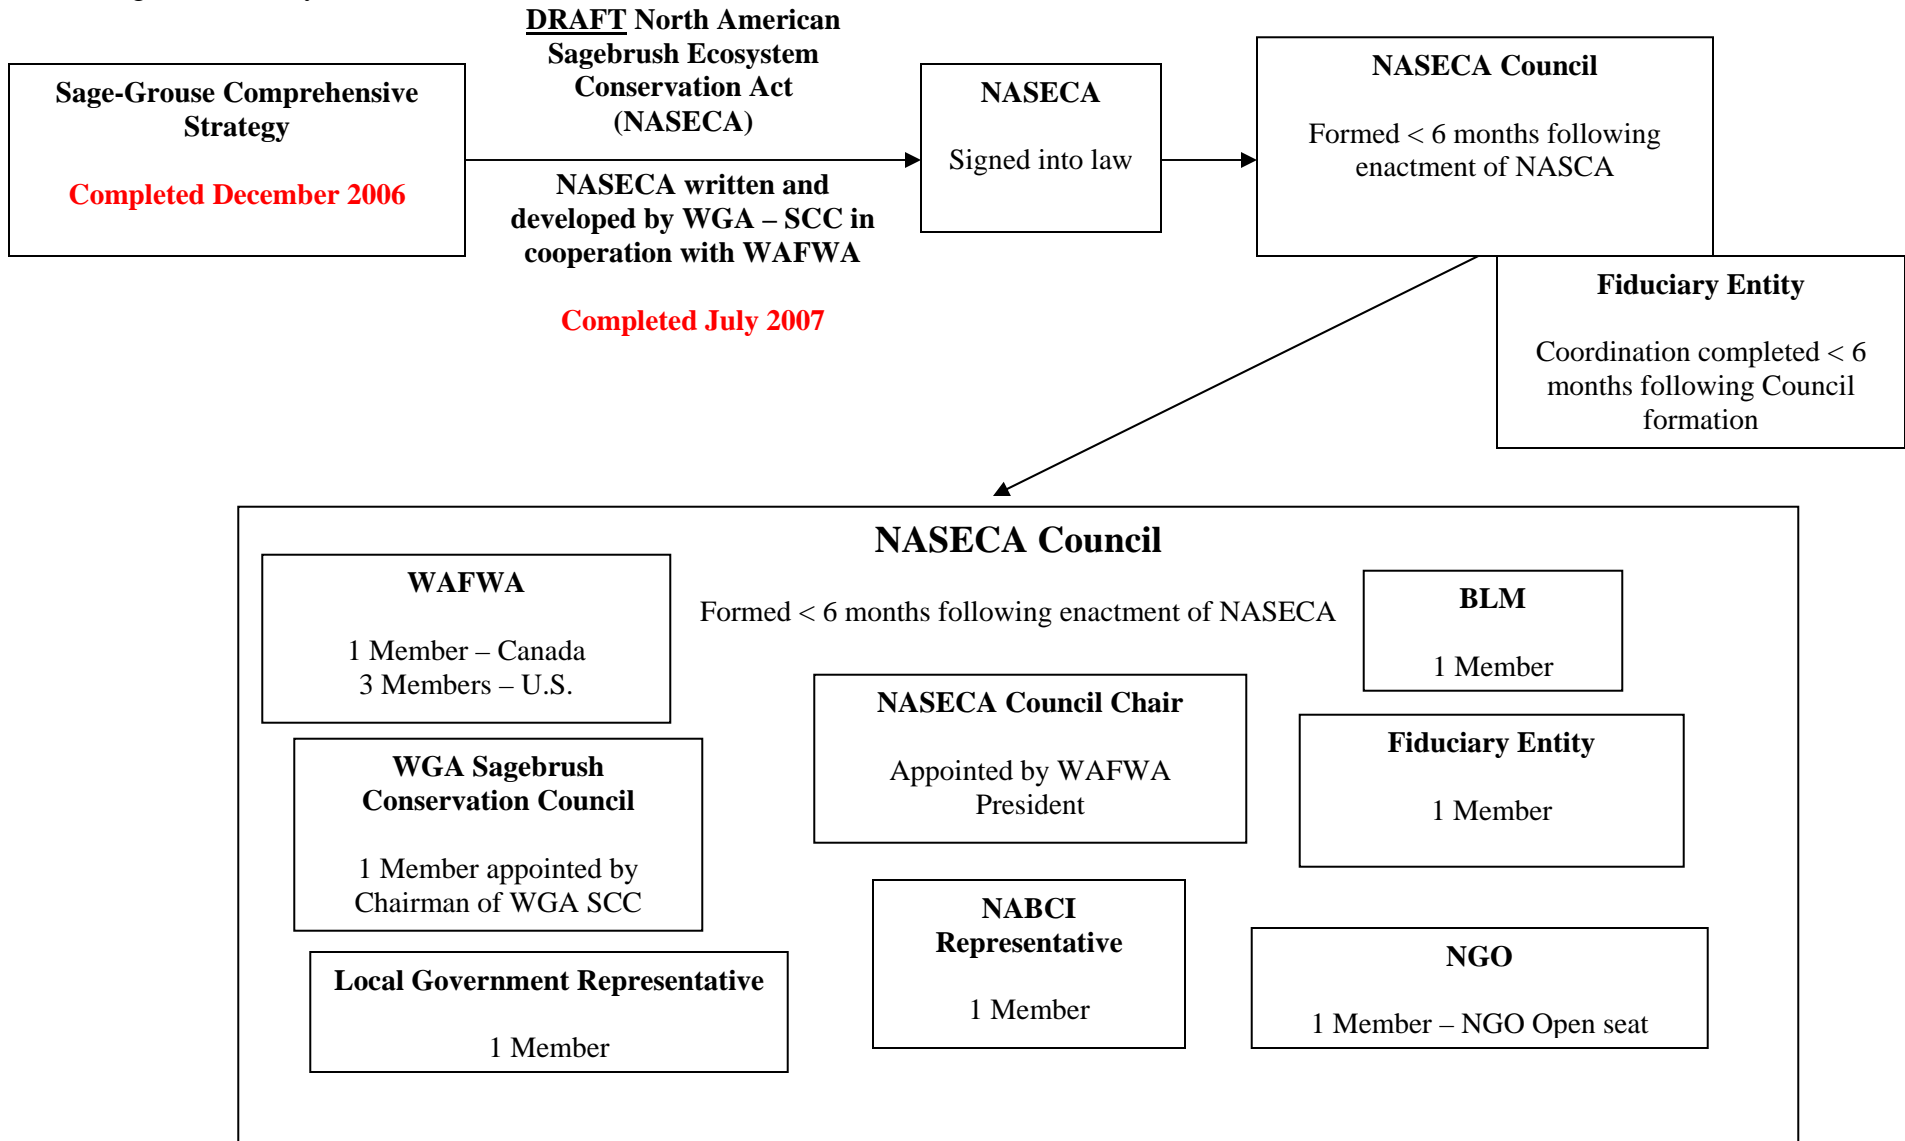 DRAFT North American
Sagebrush Ecosystem
Conservation Act
(NASECA)
Sage-Grouse Comprehensive
Strategy
Completed December 2006
NASECA written and
developed by WGA – SCC in
cooperation with WAFWA
Completed July 2007
NASECA
Signed into law
NASECA Council
Formed < 6 months following
enactment of NASCA
Fiduciary Entity
Coordination completed < 6
months following Council
formation
NASECA Council
Formed < 6 months following enactment of NASECA
WAFWA
1 Member – Canada
3 Members – U.S.
BLM
1 Member
NASECA Council Chair
Appointed by WAFWA
President
WGA Sagebrush
Conservation Council
1 Member appointed by
Chairman of WGA SCC
Fiduciary Entity
1 Member
Local Government Representative
1 Member
NABCI
Representative
1 Member
NGO
1 Member – NGO Open seat